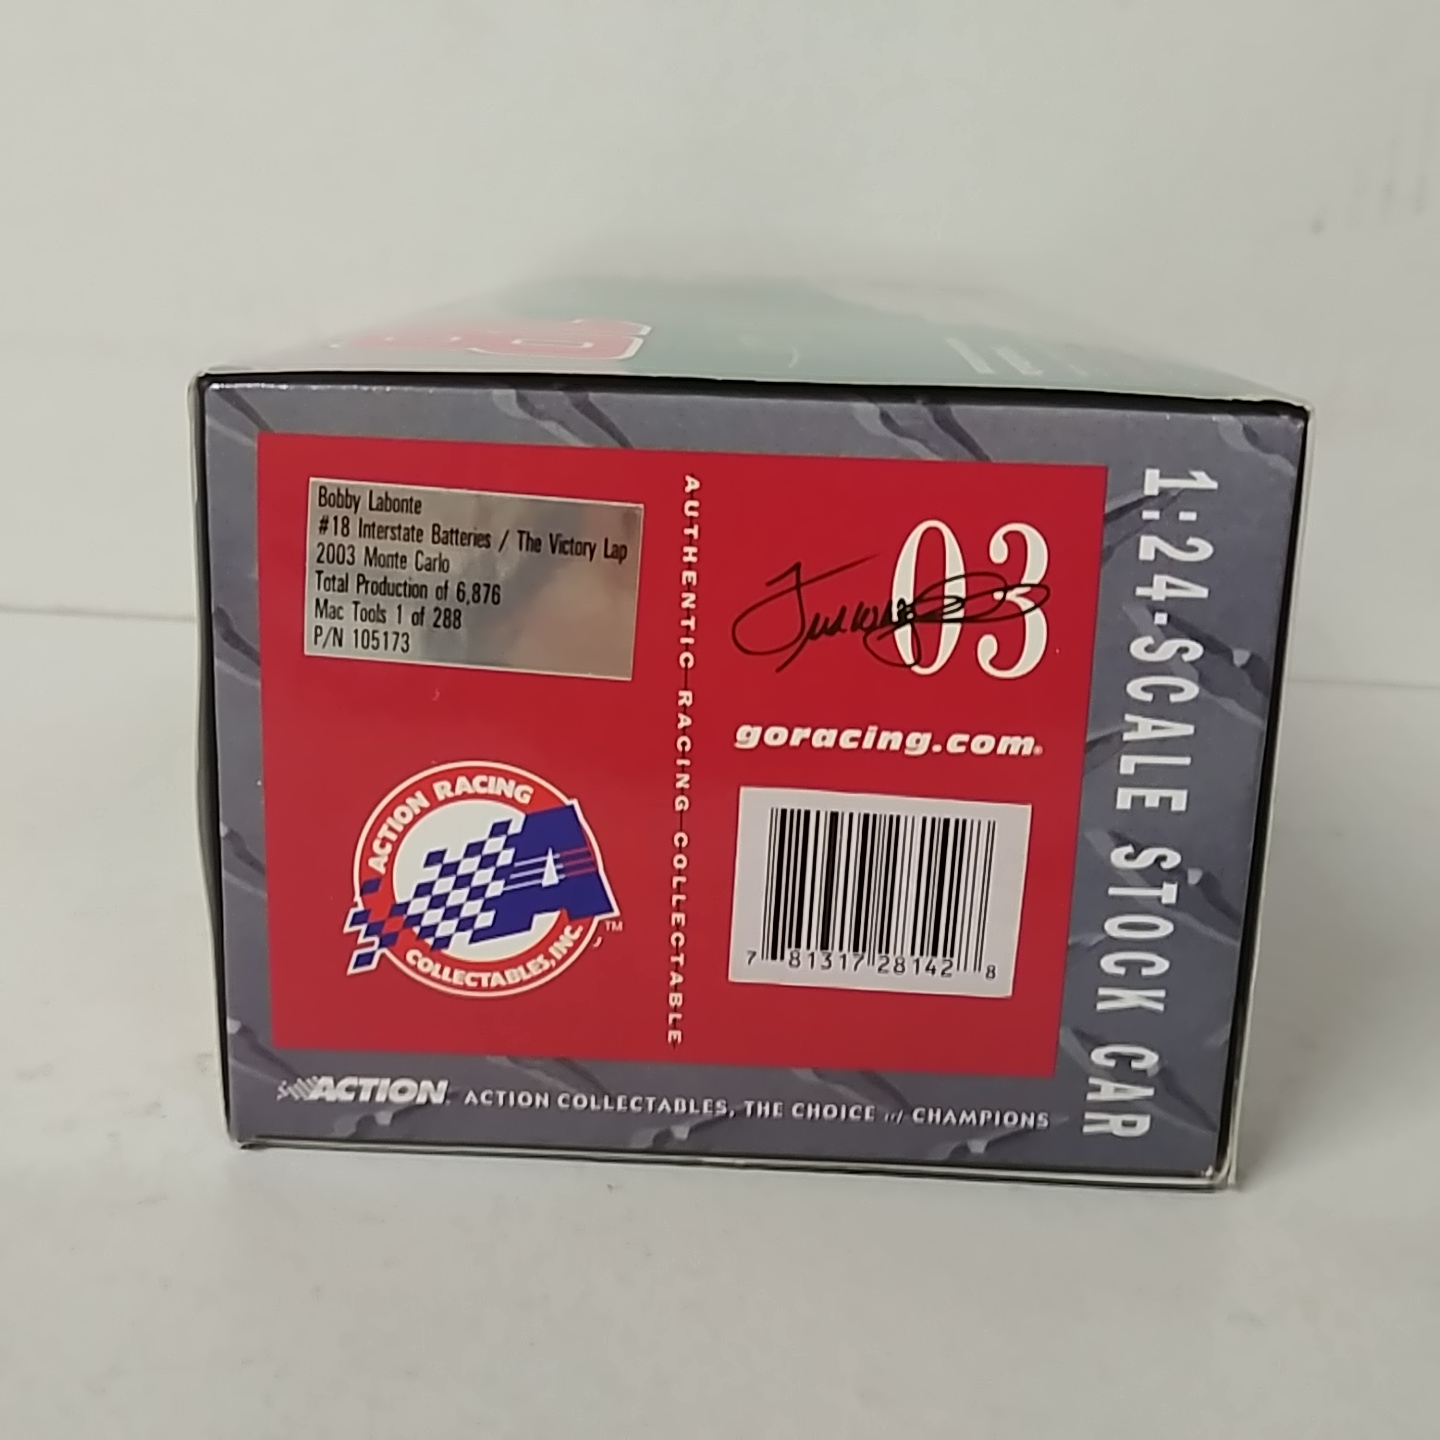 Bobby Labonte
#18 Interstate Batteries / The Victory Lap
2003 Monte Carlo
Total Production of 6,876
Mac Tools 1 of 288
P/N 105173
ACTION RACING
COLLECTABLES, INC.
TM
AUTHENTIC RACING COLLECTABLE
03
goracing.com
7 81317 28142 8
1:24-SCALE STOCK CAR
ACTION
ACTION COLLECTABLES, THE CHOICE of CHAMPIONS